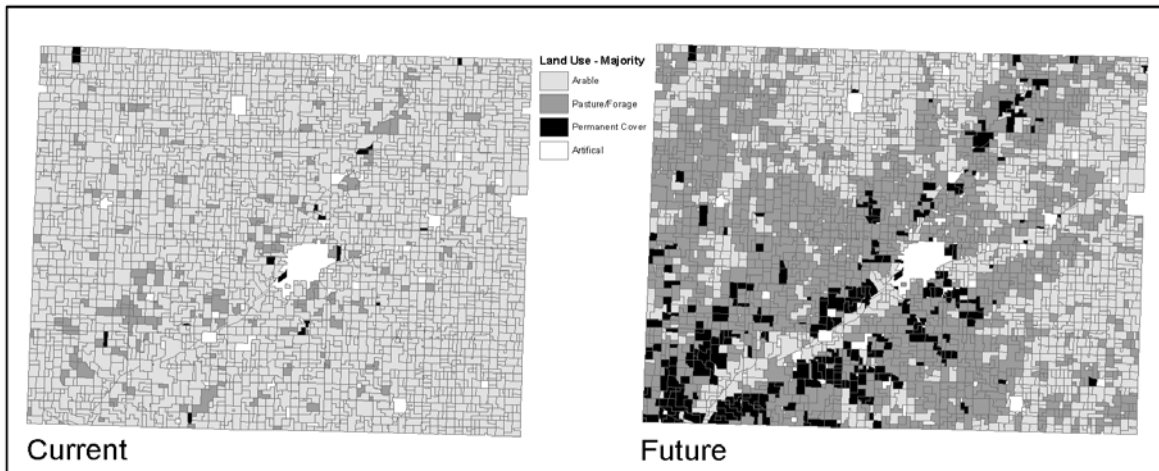 Land Use - Majority
Arable
Pasture/Forage
Permanent Cover
Artifical
Current
Future